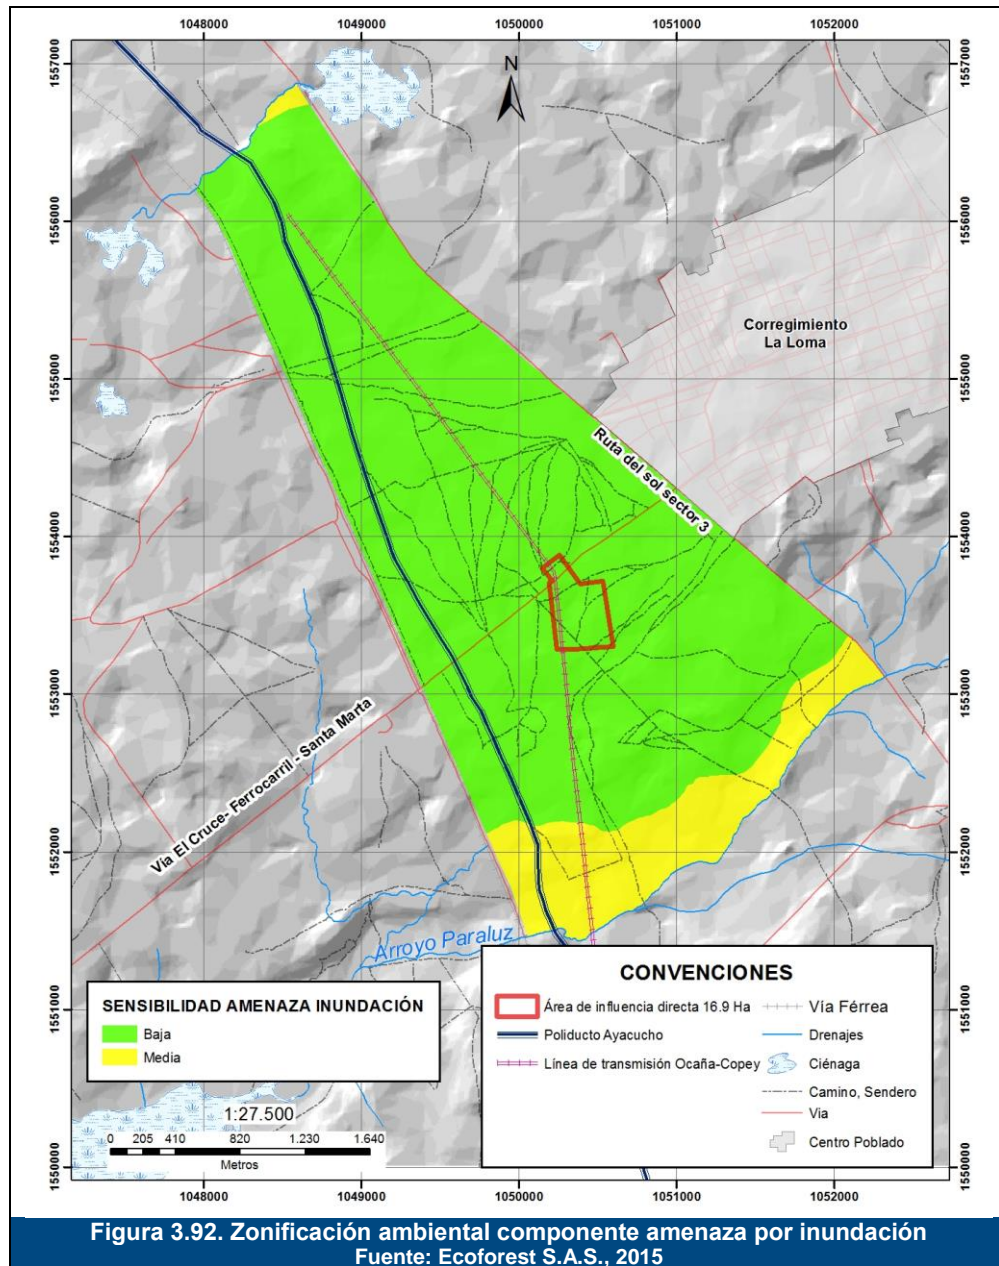 1048000 1049000 1050000 1051000 1052000
1557000 1557000
N
1556000 1556000
Corregimiento
La Loma
1555000 1555000
Ruta del sol sector 3
1554000 1554000
1553000 1553000
Vía El Cruce- Ferrocarril - Santa Marta
1552000 1552000
Arroyo Paraluz
1551000 1551000
SENSIBILIDAD AMENAZA INUNDACIÓN
Baja
Media
1:27.500
0 205 410 820 1.230 1.640
Metros
CONVENCIONES
Área de influencia directa 16.9 Ha
Poliducto Ayacucho
Línea de transmisión Ocaña-Copey
Vía Férrea
Drenajes
Ciénaga
Camino, Sendero
Via
Centro Poblado
1550000 1550000
1048000 1049000 1050000 1051000 1052000
Figura 3.92. Zonificación ambiental componente amenaza por inundación
Fuente: Ecoforest S.A.S., 2015